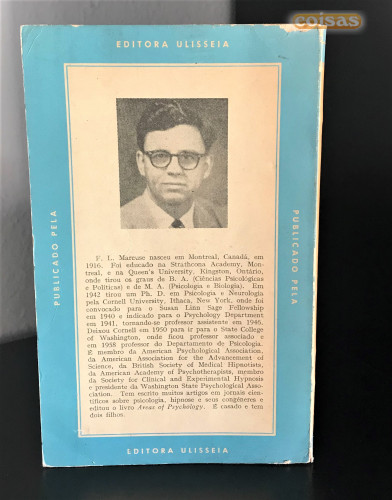 coisas
EDITORA ULISSEIA
PUBLICADO PELA
PUBLICADO PELA
F. L. Marcuse nasceu em Montreal, Canadá, em
1916. Foi educado na Strathcona Academy, Mon-
treal, e na Queen's University, Kingston, Ontário,
onde tirou os graus de B. A. (Ciências Psicológicas
e Políticas) e de M. A. (Psicologia e Biologia). Em
1942 tirou um Ph. D. em Psicologia e Neurologia
pela Cornell University, Ithaca, New York, onde foi
convocado para o Susan Linn Sage Fellowship
em 1940 e indicado para o Psychology Department
em 1941, tornando-se professor assistente em 1945.
Deixou Cornell em 1950 para ir para o State College
of Washington, onde ficou professor associado e
em 1958 professor do Departamento de Psicologia.
É membro da American Psychological Association,
da American Association for the Advancement of
Science, da British Society of Medical Hipnotists,
da American Academy of Psychotherapists, membro
da Society for Clinical and Experimental Hypnosis
e presidente da Washington State Psychological Asso-
ciation. Tem escrito muitos artigos em jornais cien-
tíficos sobre psicologia, hipnose e seus congéneres e
editou o livro Areas of Psychology. É casado e tem
dois filhos.
EDITORA ULISSEIA